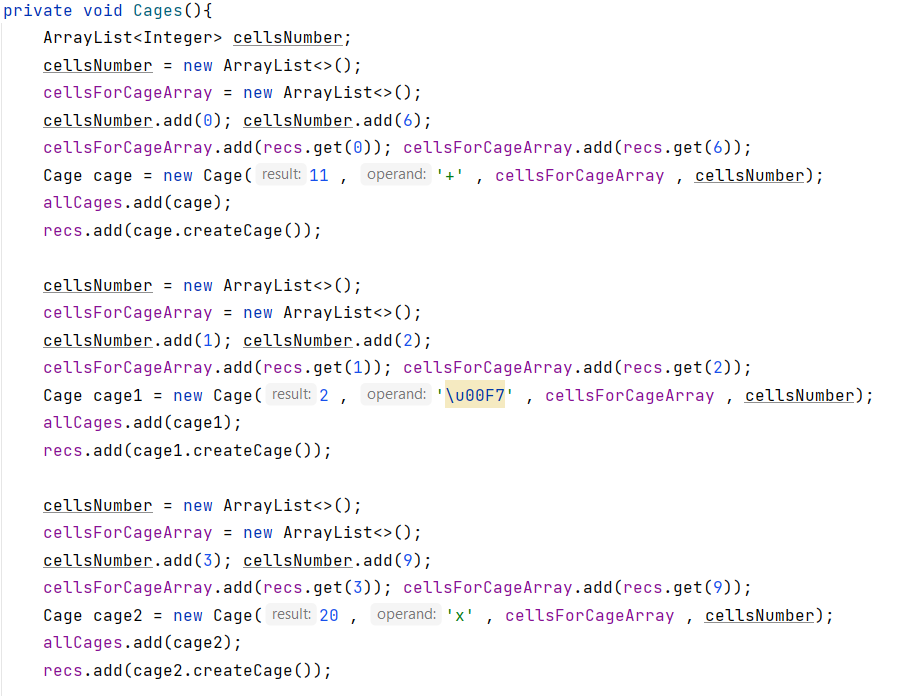 private void Cages(){
ArrayList<Integer> cellsNumber;
cellsNumber = new ArrayList<>();
cellsForCageArray = new ArrayList<>();
cellsNumber.add(0); cellsNumber.add(6);
cellsForCageArray.add(recs.get(0)); cellsForCageArray.add(recs.get(6));
Cage cage = new Cage( result: 11 , operand: '+' , cellsForCageArray , cellsNumber);
allCages.add(cage);
recs.add(cage.createCage());
cellsNumber = new ArrayList<>();
cellsForCageArray = new ArrayList<>();
cellsNumber.add(1); cellsNumber.add(2);
cellsForCageArray.add(recs.get(1)); cellsForCageArray.add(recs.get(2));
Cage cage1 = new Cage( result: 2 , operand: '\u00F7' , cellsForCageArray , cellsNumber);
allCages.add(cage1);
recs.add(cage1.createCage());
cellsNumber = new ArrayList<>();
cellsForCageArray = new ArrayList<>();
cellsNumber.add(3); cellsNumber.add(9);
cellsForCageArray.add(recs.get(3)); cellsForCageArray.add(recs.get(9));
Cage cage2 = new Cage( result: 20 , operand: 'x' , cellsForCageArray , cellsNumber);
allCages.add(cage2);
recs.add(cage2.createCage());